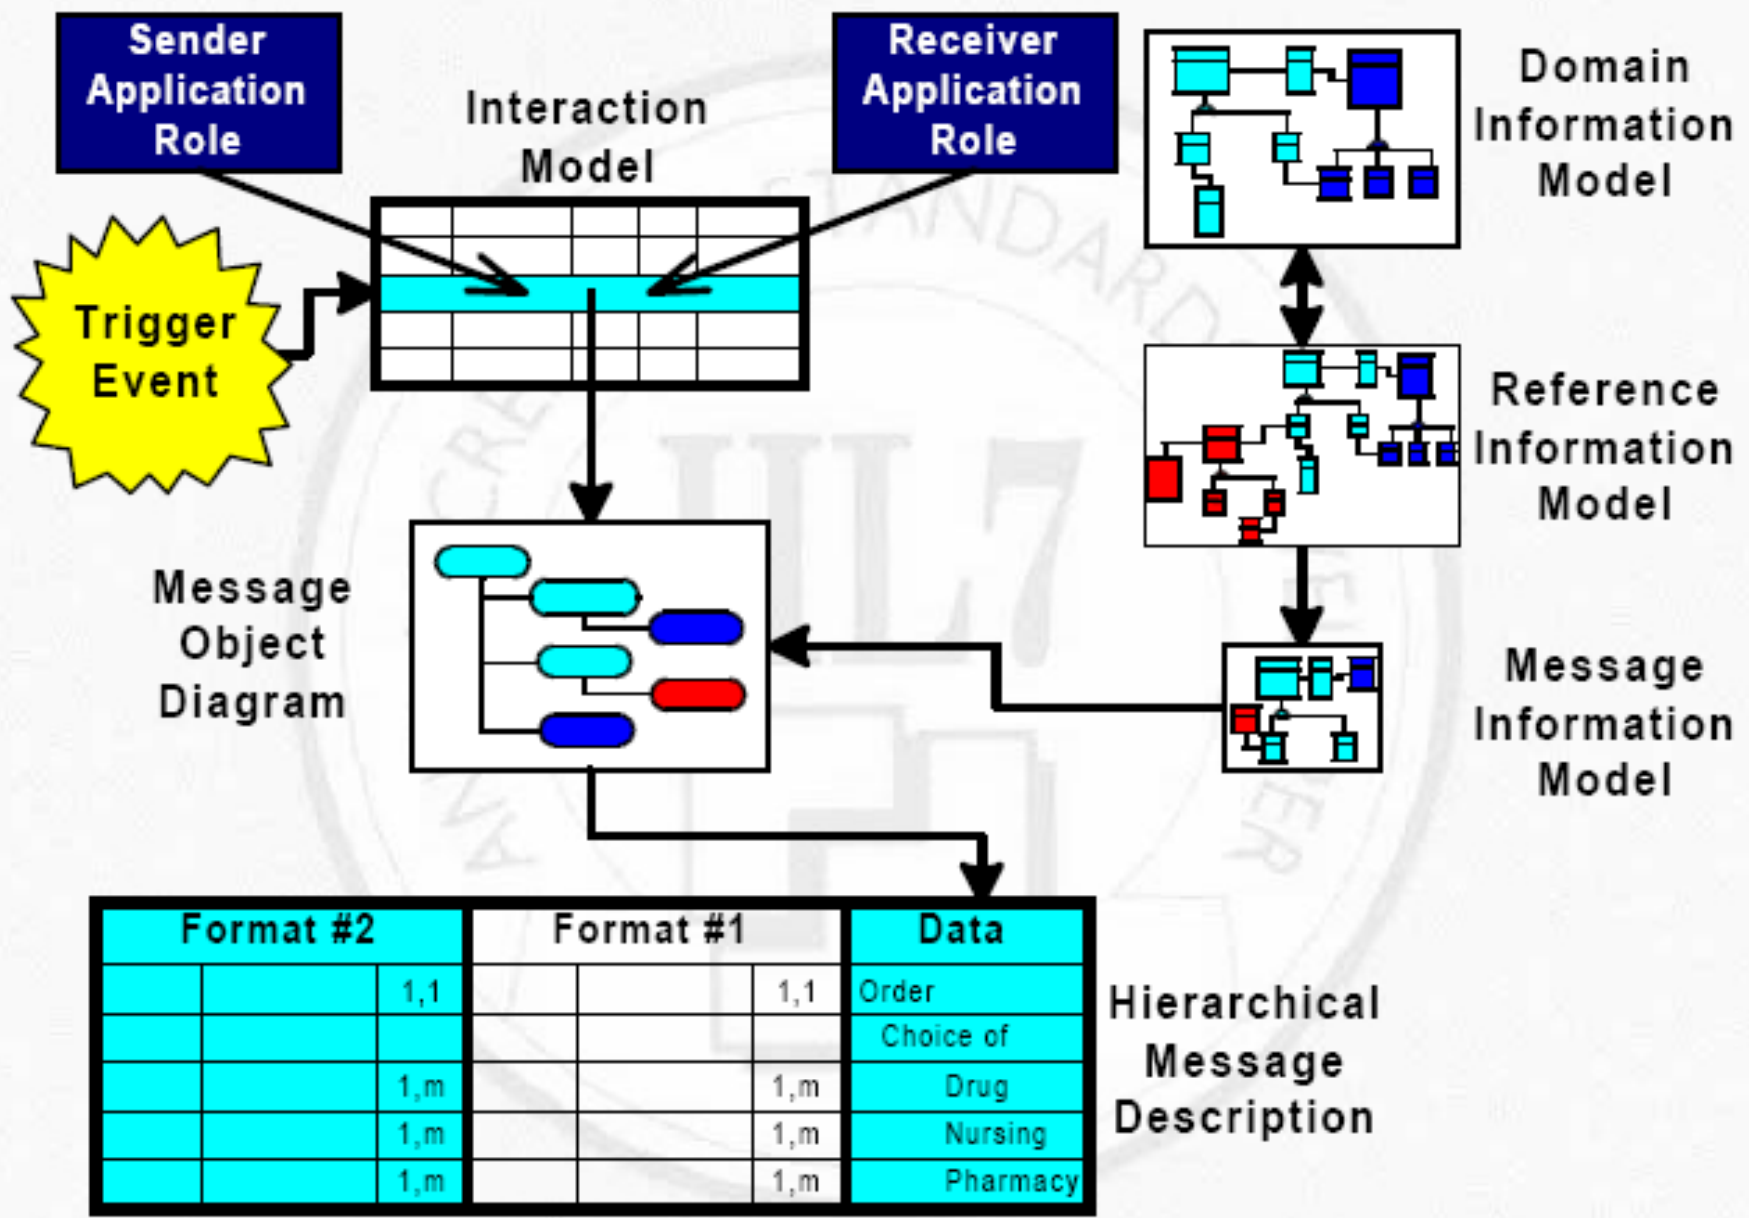 Sender
Application
Role
Receiver
Application
Role
Interaction
Model
Domain
Information
Model
Trigger
Event
Reference
Information
Model
Message
Object
Diagram
Message
Information
Model
Format #2
Format #1
Data
1,1
1,1
Order
Choice of
1,m
1,m
Drug
1,m
1,m
Nursing
1,m
1,m
Pharmacy
Hierarchical
Message
Description
HL7